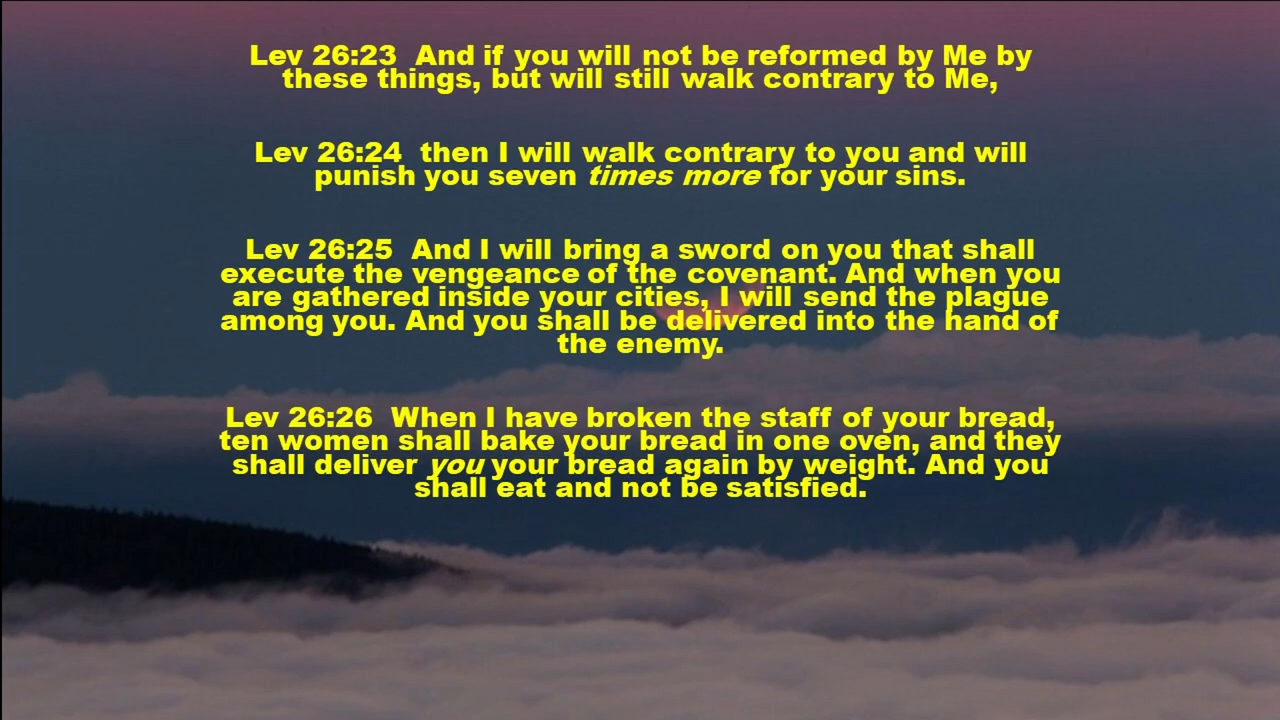 Lev 26:23  And if you will not be reformed by Me by
these things, but will still walk contrary to Me,
Lev 26:24  then I will walk contrary to you and will
punish you seven times more for your sins.
Lev 26:25  And I will bring a sword on you that shall
execute the vengeance of the covenant. And when you
are gathered inside your cities, I will send the plague
among you. And you shall be delivered into the hand of
the enemy.
Lev 26:26  When I have broken the staff of your bread,
ten women shall bake your bread in one oven, and they
shall deliver you your bread again by weight. And you
shall eat and not be satisfied.